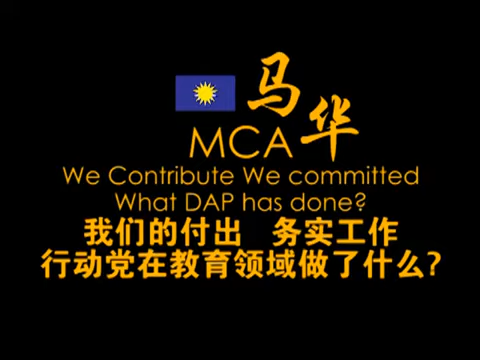 马华
MCA
We Contribute We committed
What DAP has done?
我们的付出 务实工作
行动党在教育领域做了什么?